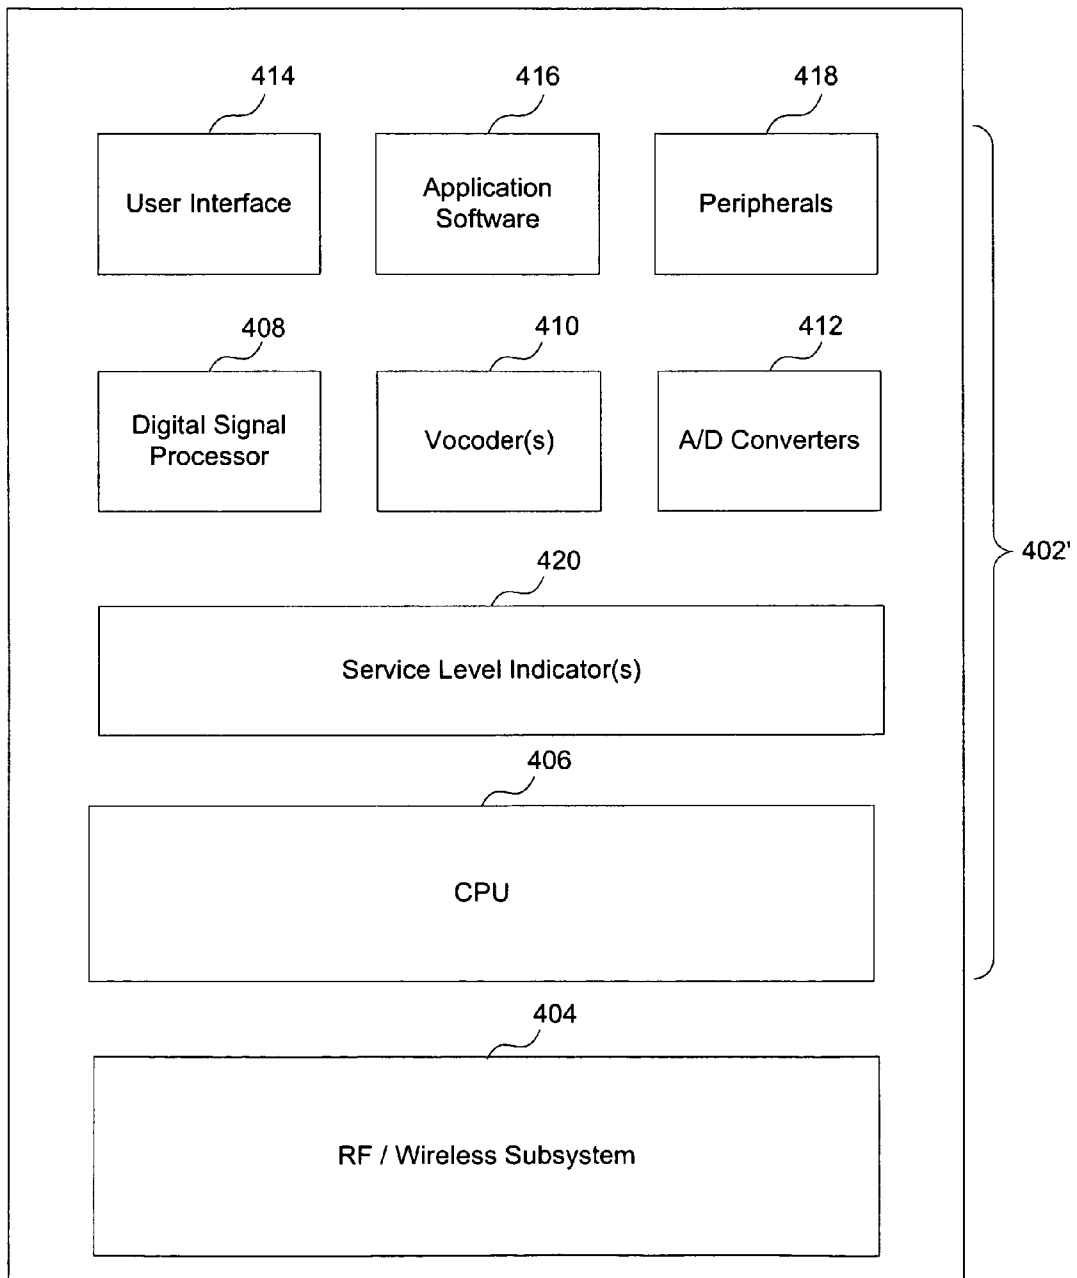 414
416
418
User Interface
Application
Software
Peripherals
408
410
412
Digital Signal
Processor
Vocoder(s)
A/D Converters
402'
420
Service Level Indicator(s)
406
CPU
404
RF / Wireless Subsystem